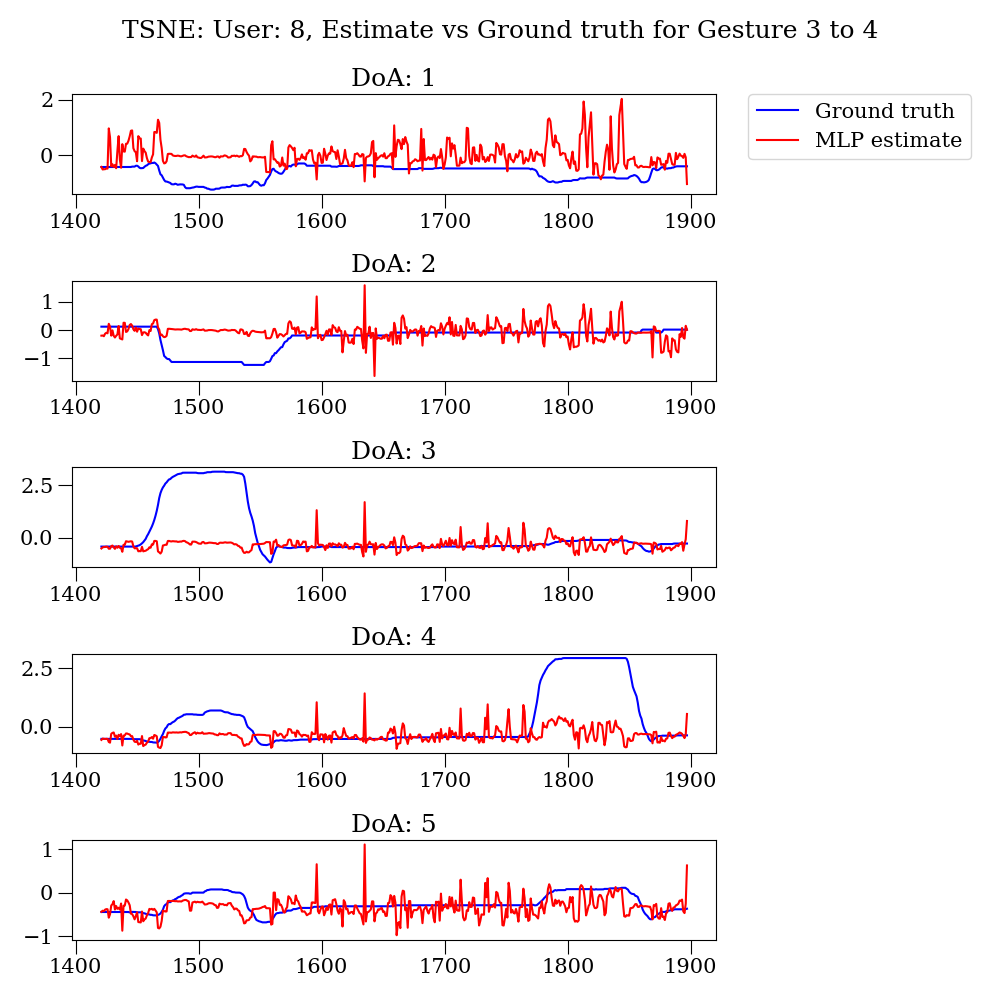 TSNE: User: 8, Estimate vs Ground truth for Gesture 3 to 4
DoA: 1
Ground truth
MLP estimate
2
0
1400 1500 1600 1700 1800 1900
DoA: 2
1
0
−1
1400 1500 1600 1700 1800 1900
DoA: 3
2.5
0.0
1400 1500 1600 1700 1800 1900
DoA: 4
2.5
0.0
1400 1500 1600 1700 1800 1900
DoA: 5
1
0
−1
1400 1500 1600 1700 1800 1900